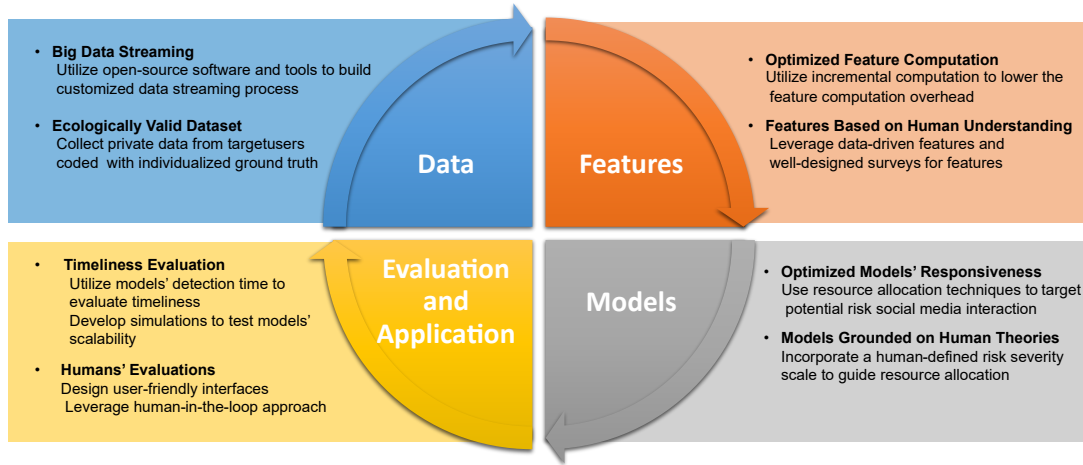 • Big Data Streaming
Utilize open-source software and tools to build
customized data streaming process
• Ecologically Valid Dataset
Collect private data from targetusers
coded with individualized ground truth
Data
Features
• Optimized Feature Computation
Utilize incremental computation to lower the
feature computation overhead
• Features Based on Human Understanding
Leverage data-driven features and
well-designed surveys for features
• Timeliness Evaluation
Utilize models’ detection time to
evaluate timeliness
Develop simulations to test models’
scalability
• Humans’ Evaluations
Design user-friendly interfaces
Leverage human-in-the-loop approach
Evaluation
and
Application
Models
• Optimized Models’ Responsiveness
Use resource allocation techniques to target
potential risk social media interaction
• Models Grounded on Human Theories
Incorporate a human-defined risk severity
scale to guide resource allocation